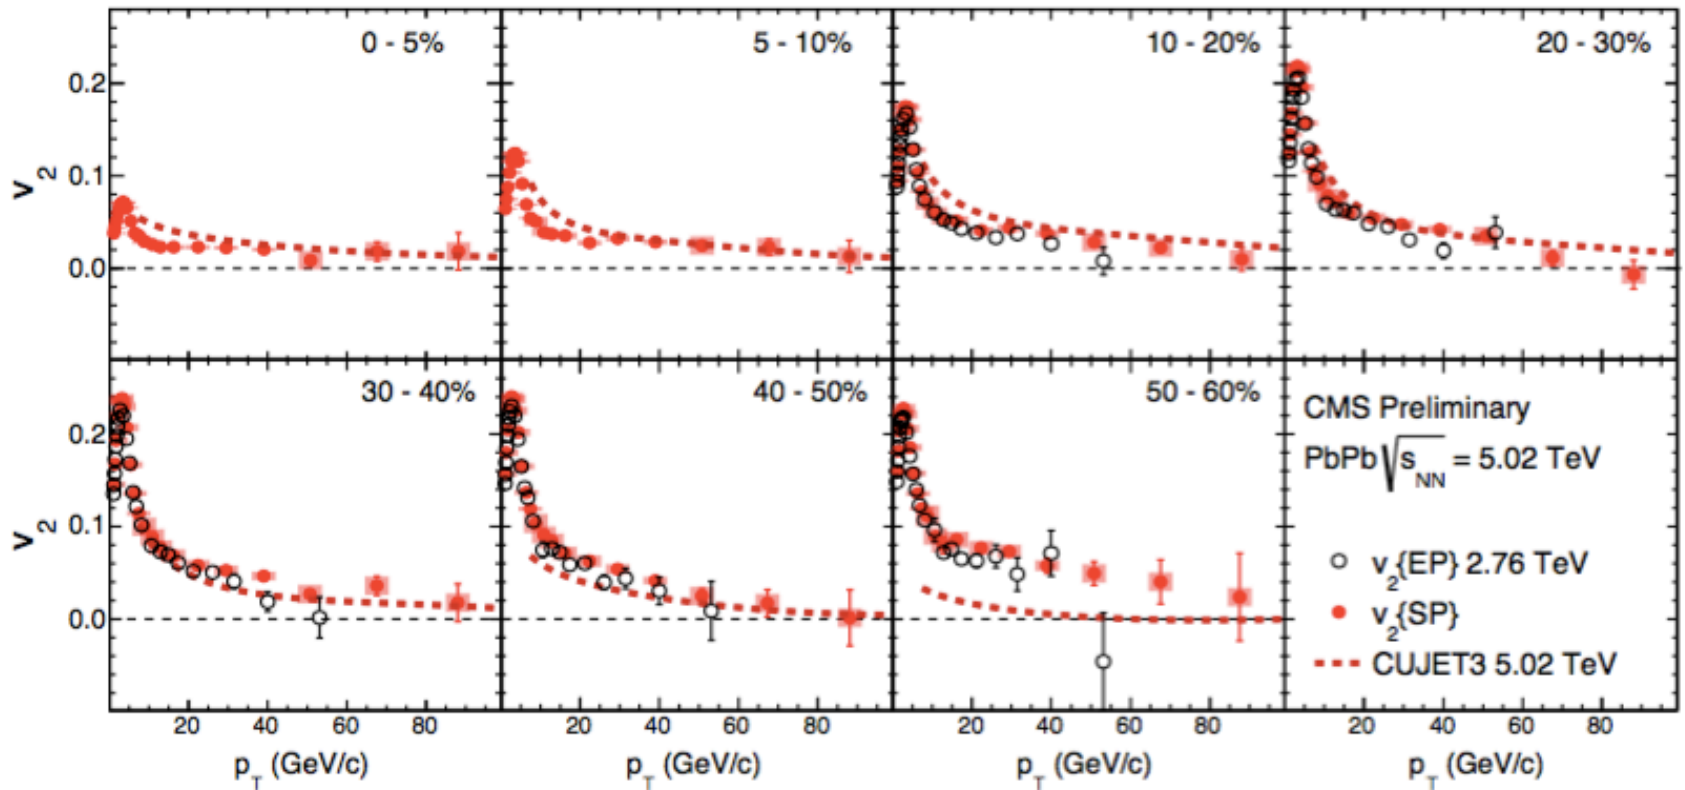 0 - 5%
5 - 10%
10 - 20%
20 - 30%
0.2
0.1
0.0
v2
30 - 40%
40 - 50%
50 - 60%
CMS Preliminary
PbPb √sNN = 5.02 TeV
v2{EP} 2.76 TeV
v2{SP}
CUJET3 5.02 TeV
0.2
0.1
0.0
v2
20 40 60 80
20 40 60 80
20 40 60 80
20 40 60 80
pT (GeV/c)
pT (GeV/c)
pT (GeV/c)
pT (GeV/c)